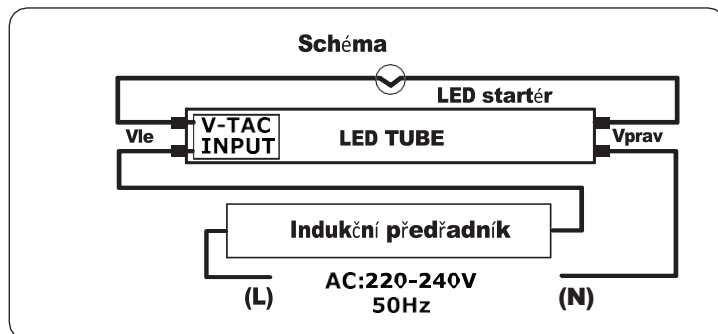 Schéma
LED startér
Vle
V-TAC
INPUT
LED TUBE
Vprav
Indukční předřadník
(L)
AC:220-240V
50Hz
(N)